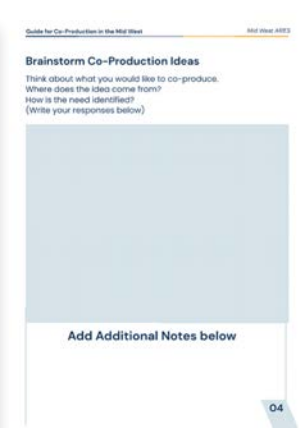 Guide for Co-Production in the Mid West
Mid West ARIES
Brainstorm Co-Production Ideas
Think about what you would like to co-produce.
Where does the idea come from?
How is the need identified?
(Write your responses below)
Add Additional Notes below
04